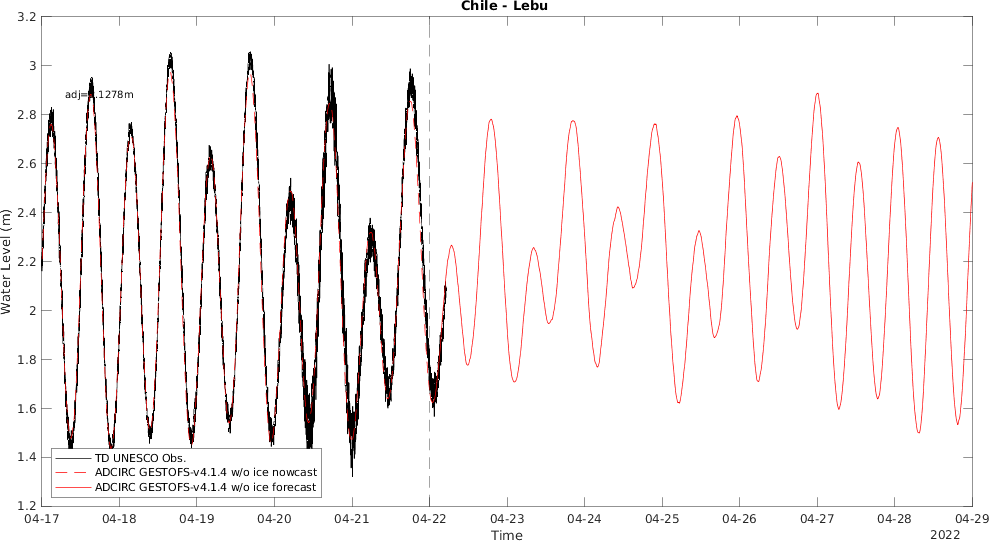 Chile - Lebu
3.2
3
2.8
2.6
2.4
2.2
2
1.8
1.6
1.4
1.2
Water Level (m)
TD UNESCO Obs.
ADCIRC GESTOFS-v4.1.4 w/o ice nowcast
ADCIRC GESTOFS-v4.1.4 w/o ice forecast
04-17 04-18 04-19 04-20 04-21 04-22 04-23 04-24 04-25 04-26 04-27 04-28 04-29
Time
2022